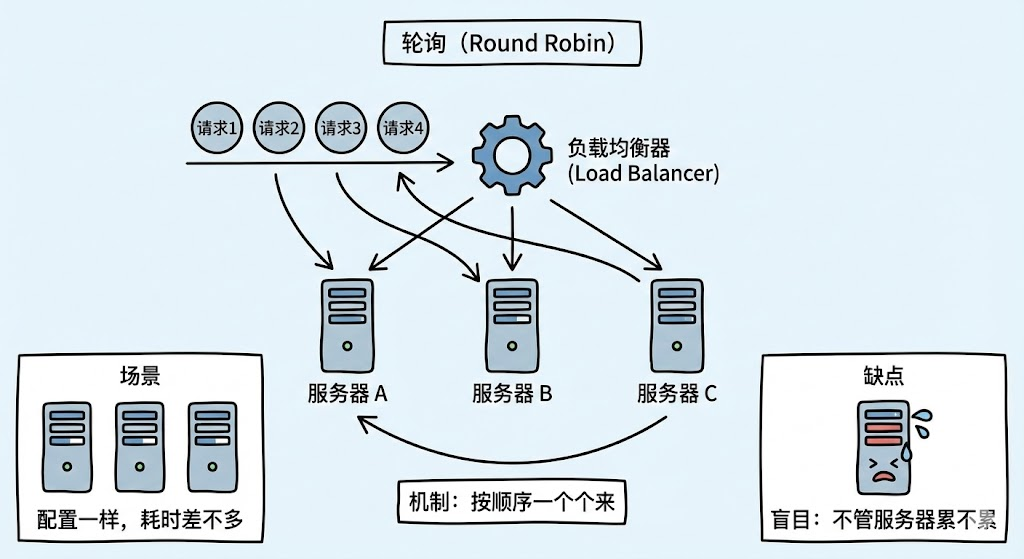 轮询（Round Robin）
请求1
请求2
请求3
请求4
负载均衡器
(Load Balancer)
服务器 A
服务器 B
服务器 C
场景
配置一样，耗时差不多
机制：按顺序一个个来
缺点
盲目：不管服务器累不累